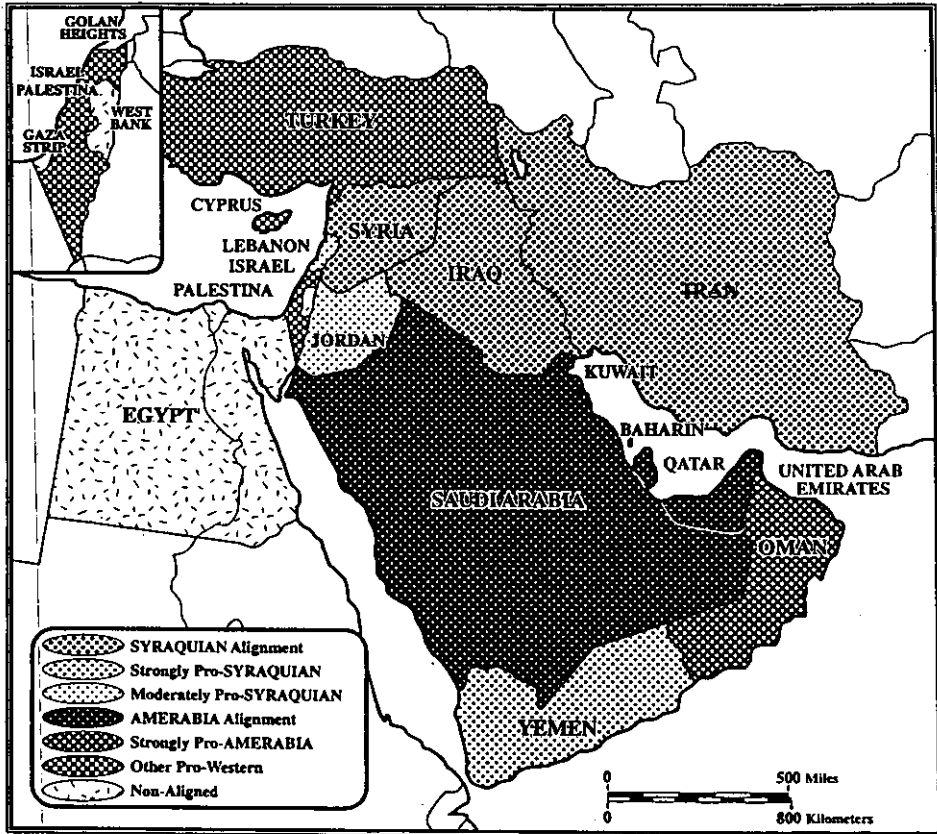 GOLAN
HEIGHTS
ISRAEL
PALESTINA
WEST
BANK
GAZA
STRIP
TURKEY
CYPRUS
LEBANON
ISRAEL
PALESTINA
SYRIA
IRAQ
IRAN
JORDAN
EGYPT
KUWAIT
BAHARIN
QATAR
UNITED ARAB
EMIRATES
SAUDI ARABIA
OMAN
YEMEN
SYRAQUIAN Alignment
Strongly Pro-SYRAQUIAN
Moderately Pro-SYRAQUIAN
AMERABIA Alignment
Strongly Pro-AMERABIA
Other Pro-Western
Non-Aligned
0 500 Miles
0 800 Kilometers